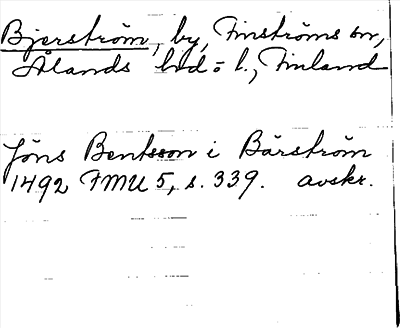 Bjerström, by, Finströms sn,
Ålands hd o. l., Finland
Jöns Bentsson i Bärström
1492 FMU 5, s. 339. avskr.